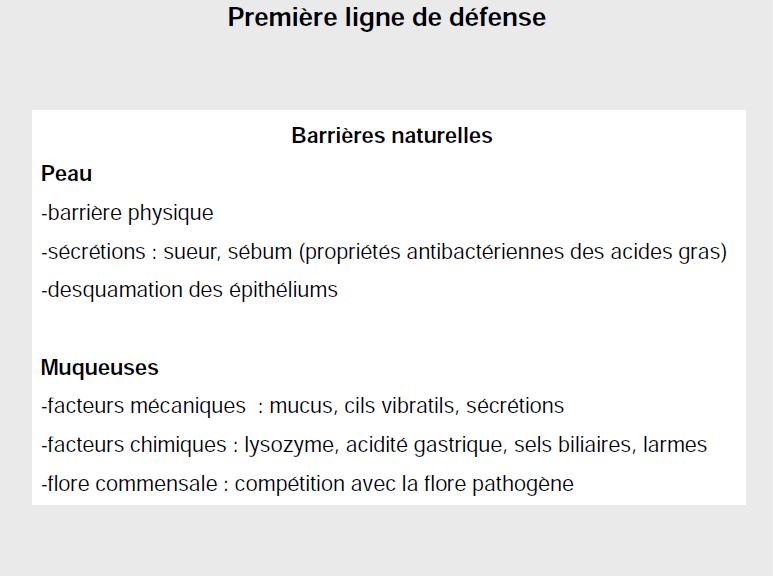 Première ligne de défense
Barrières naturelles
Peau
-barrière physique
-sécrétions : sueur, sébum (propriétés antibactériennes des acides gras)
-desquamation des épithéliums
Muqueuses
-facteurs mécaniques  : mucus, cils vibratils, sécrétions
-facteurs chimiques : lysozyme, acidité gastrique, sels biliaires, larmes
-flore commensale : compétition avec la flore pathogène